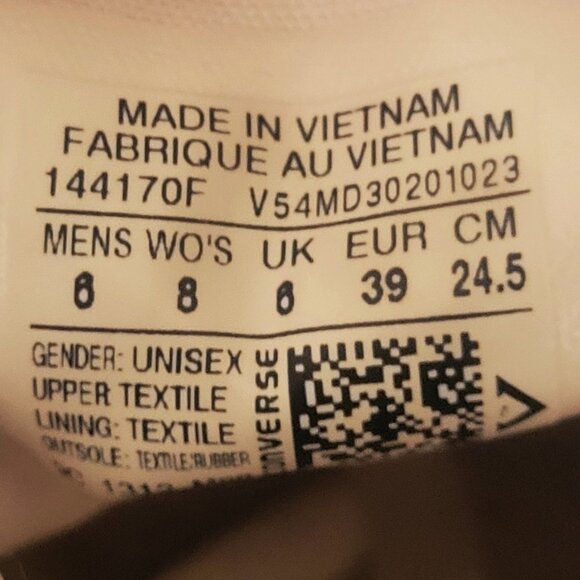 MADE IN VIETNAM
FABRIQUE AU VIETNAM
144170F V54MD30201023
MENS WO'S UK EUR CM
6 8 6 39 24.5
GENDER: UNISEX
UPPER TEXTILE
LINING: TEXTILE
OUTSOLE: TEXTILE:RUBBER